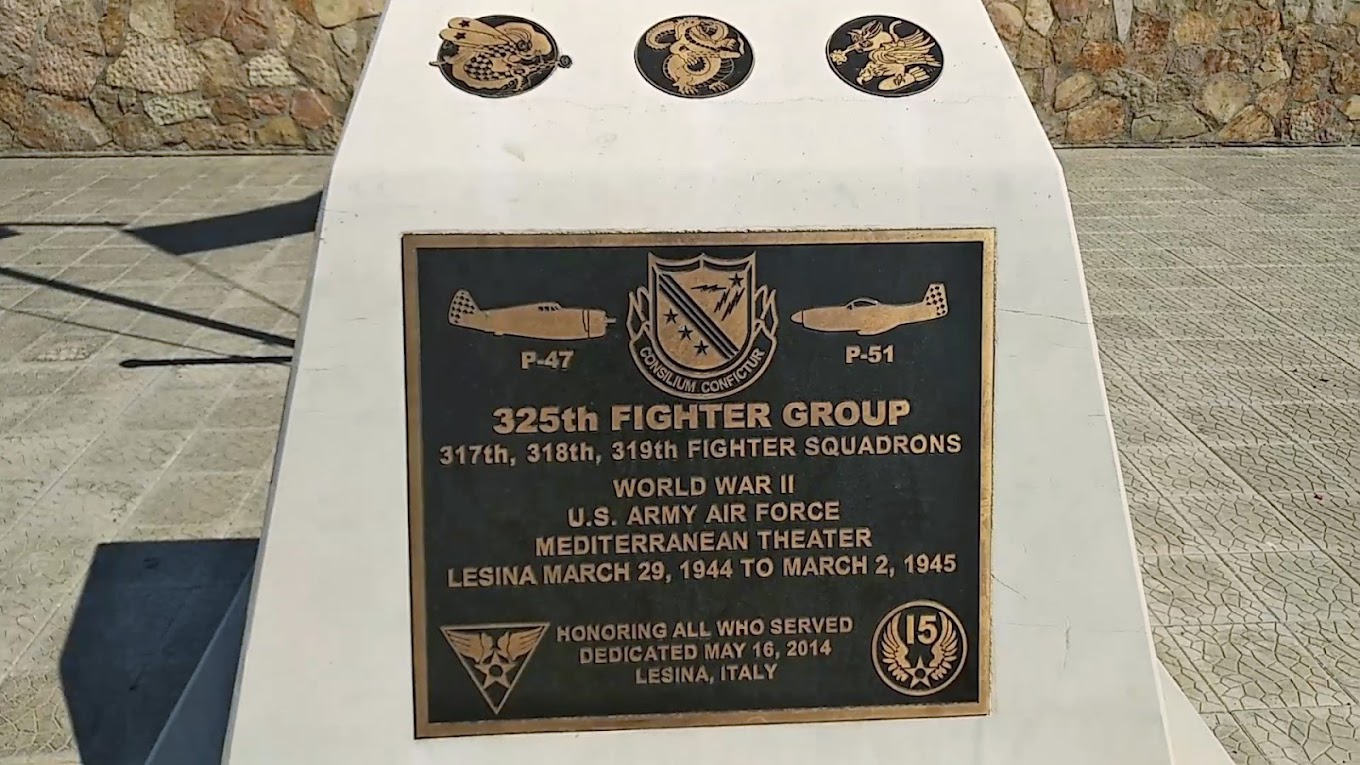 P-47
P-51
CONSILIUM CONFICTUR
325th FIGHTER GROUP
317th, 318th, 319th FIGHTER SQUADRONS
WORLD WAR II
U.S. ARMY AIR FORCE
MEDITERRANEAN THEATER
LESINA MARCH 29, 1944 TO MARCH 2, 1945
HONORING ALL WHO SERVED
DEDICATED MAY 16, 2014
LESINA, ITALY
15